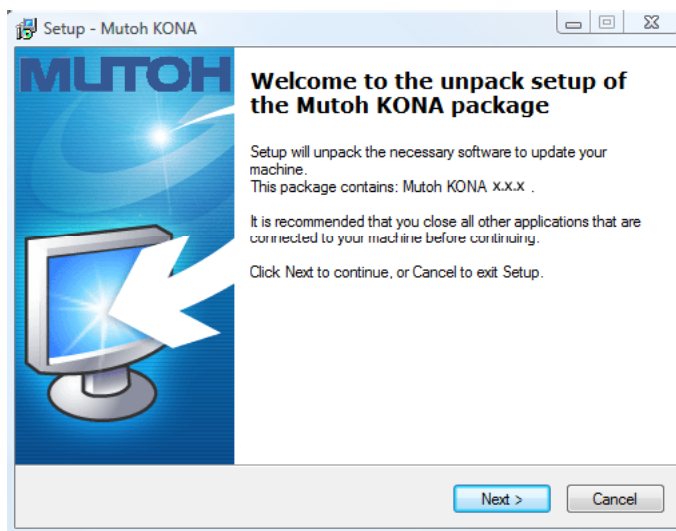 Setup - Mutoh KONA
MUTOH
Welcome to the unpack setup of
the Mutoh KONA package
Setup will unpack the necessary software to update your
machine.
This package contains: Mutoh KONA x.x.x .
It is recommended that you close all other applications that are
connected to your machine before continuing.
Click Next to continue, or Cancel to exit Setup.
Next >
Cancel